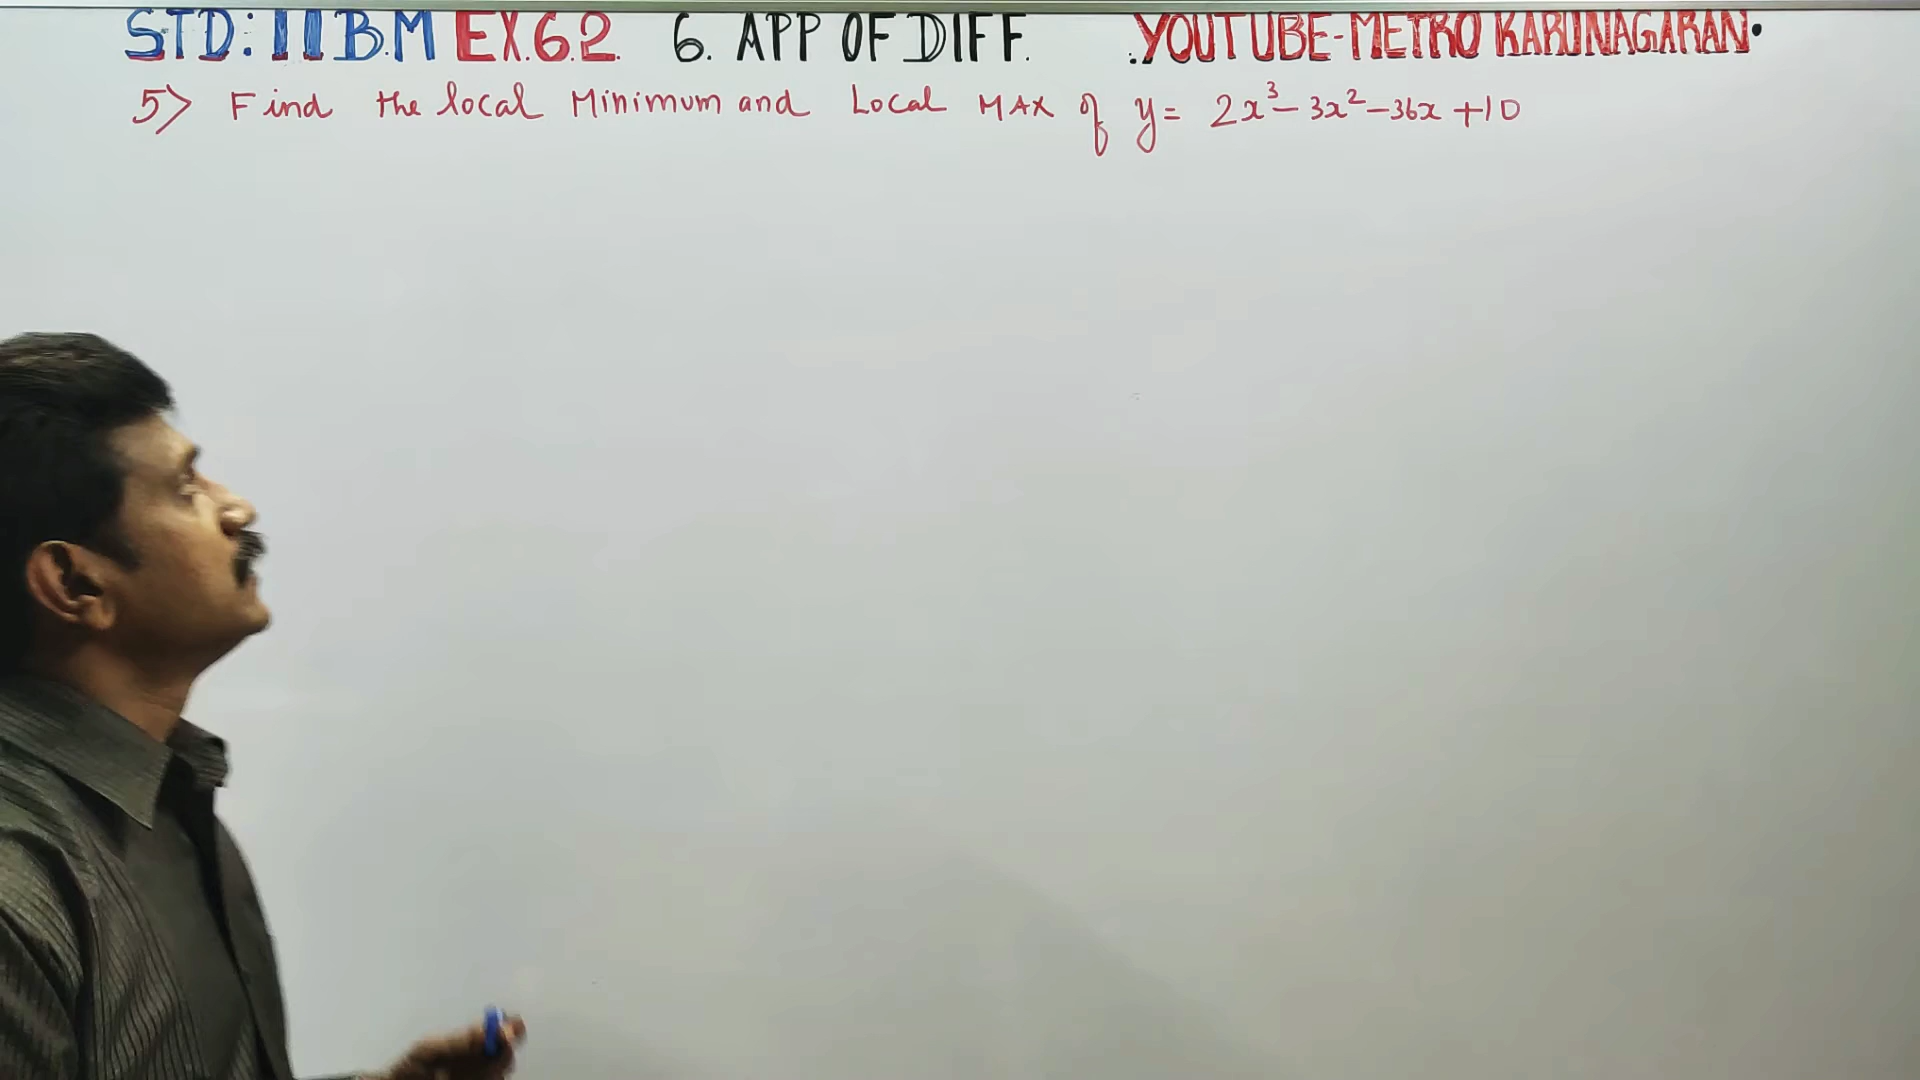 STD: 11 B.M EX.6.2. 6. APP OF DIFF. YOUTUBE-METRO KARUNAGARAN.
5) Find the local Minimum and Local MAX of y = 2x³ - 3x² - 36x + 10